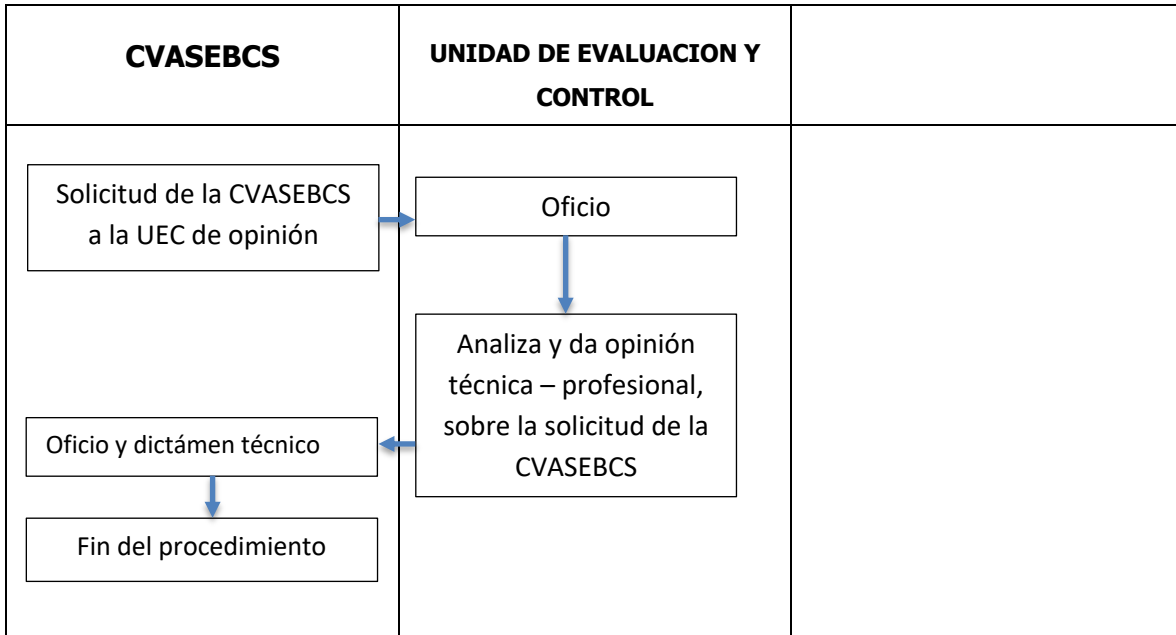 CVASEBCS
UNIDAD DE EVALUACION Y
CONTROL
Solicitud de la CVASEBCS
a la UEC de opinión
Oficio
Analiza y da opinión
técnica – profesional,
sobre la solicitud de la
CVASEBCS
Oficio y dictámen técnico
Fin del procedimiento